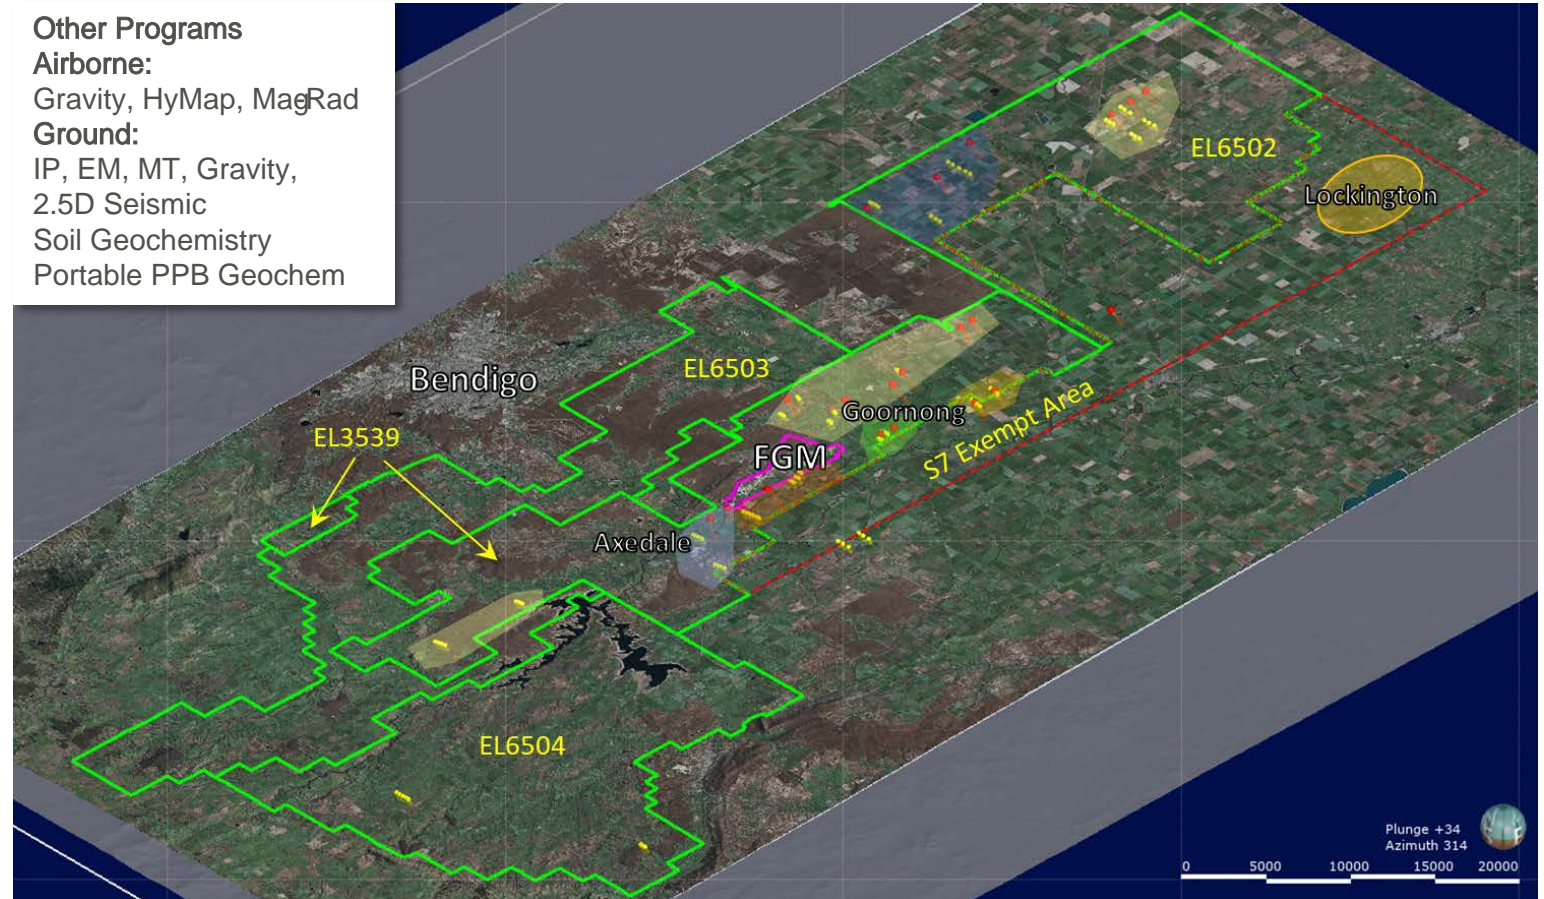 Other Programs
Airborne:
Gravity, HyMap, MagRad
Ground:
IP, EM, MT, Gravity,
2.5D Seismic
Soil Geochemistry
Portable PPB Geochem
EL6502
Lockington
EL6503
Bendigo
Goornong
EL3539
FGM
S7 Exempt Area
Axedale
EL6504
Plunge +34
Azimuth 314
0 5000 10000 15000 20000